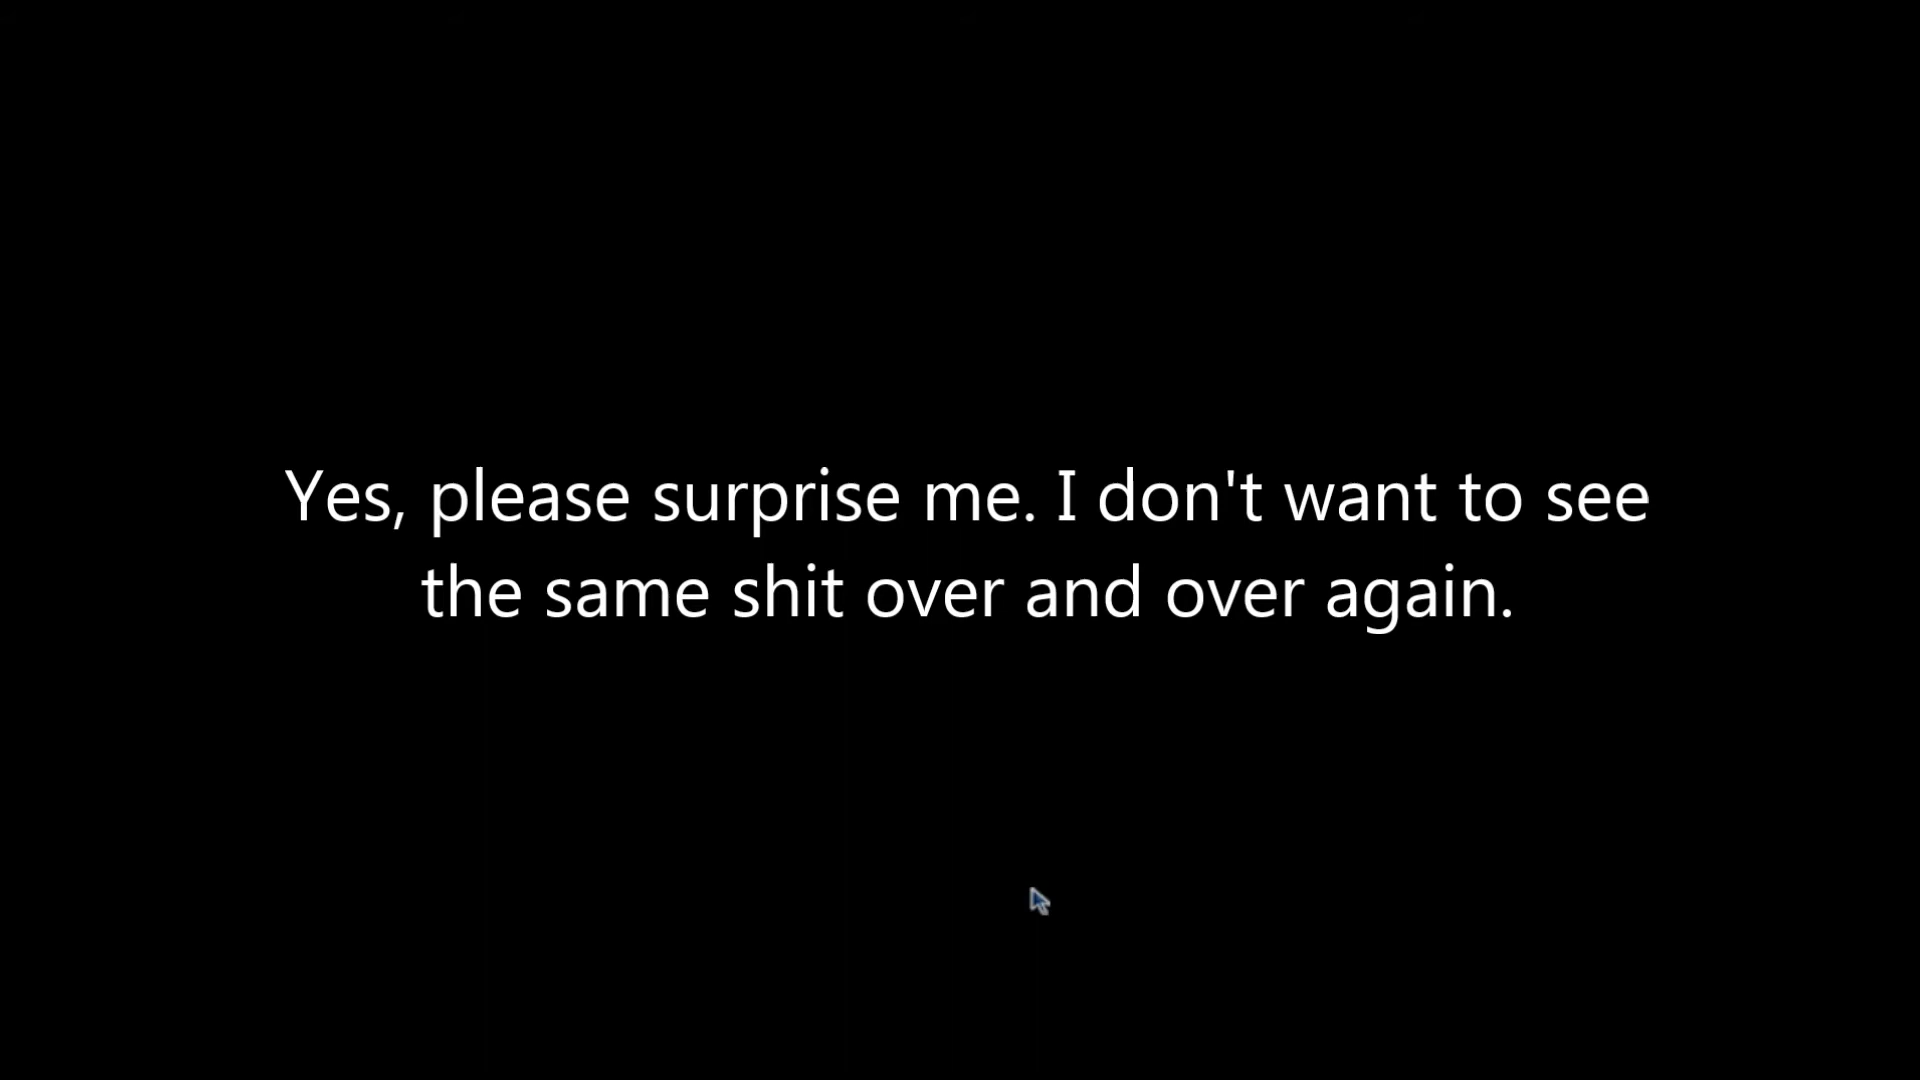 Yes, please surprise me. I don't want to see
the same shit over and over again.